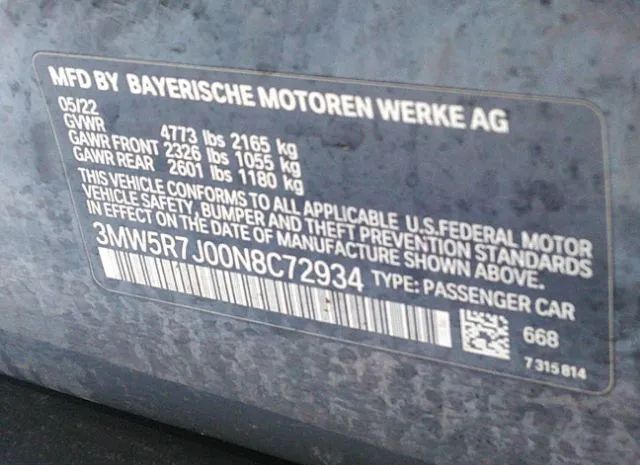 MFD BY BAYERISCHE MOTOREN WERKE AG
05/22
GVWR 4773 lbs 2165 kg
GAWR FRONT 2326 lbs 1055 kg
GAWR REAR 2601 lbs 1180 kg
THIS VEHICLE CONFORMS TO ALL APPLICABLE U.S.FEDERAL MOTOR
VEHICLE SAFETY, BUMPER AND THEFT PREVENTION STANDARDS
IN EFFECT ON THE DATE OF MANUFACTURE SHOWN ABOVE.
3MW5R7J00N8C72934 TYPE: PASSENGER CAR
668
7 315 814